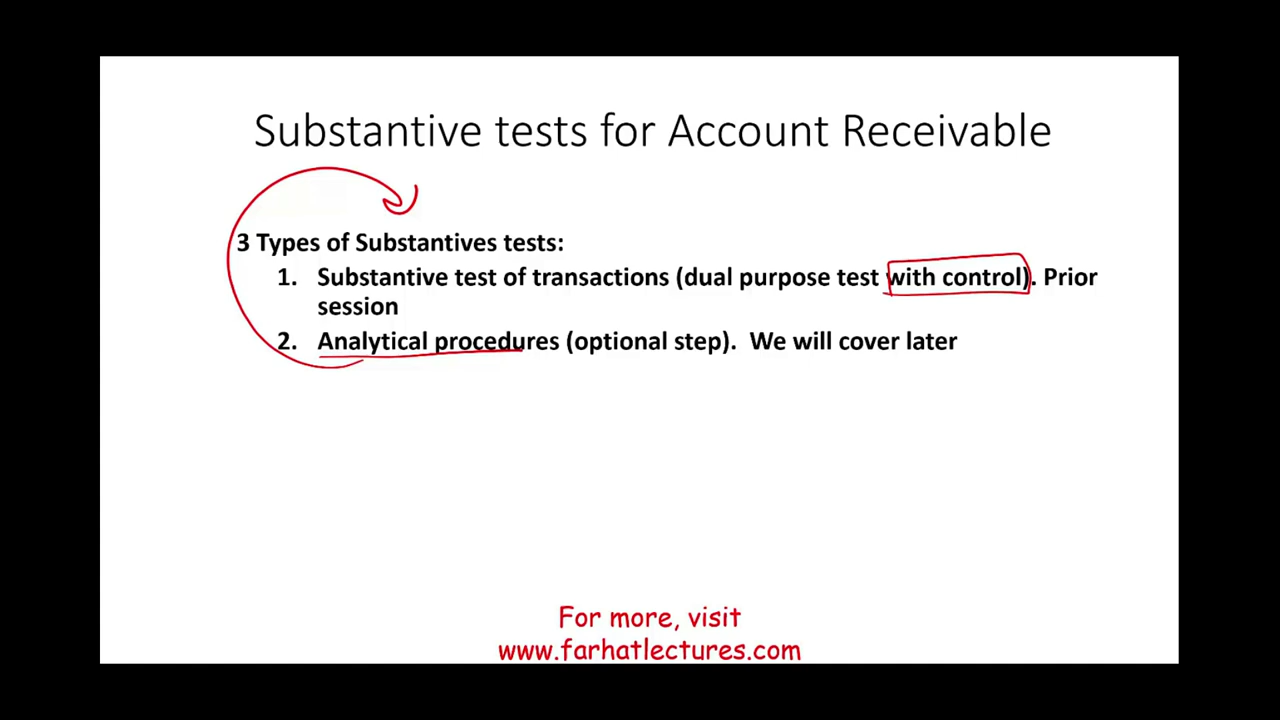 Substantive tests for Account Receivable
3 Types of Substantives tests:
1. Substantive test of transactions (dual purpose test with control). Prior
session
2. Analytical procedures (optional step). We will cover later
For more, visit
www.farhatlectures.com